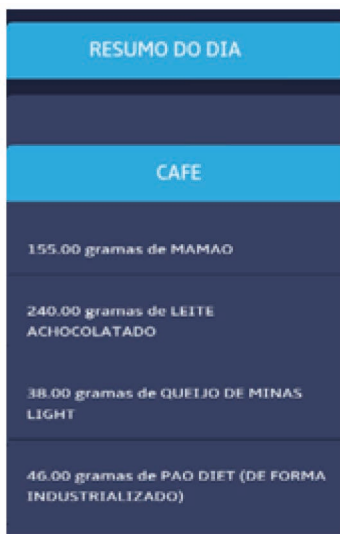 RESUMO DO DIA
CAFE
155.00 gramas de MAMAO
240.00 gramas de LEITE
ACHOCOLATADO
38.00 gramas de QUEIJO DE MINAS
LIGHT
46.00 gramas de PAO DIET (DE FORMA
INDUSTRIALIZADO)